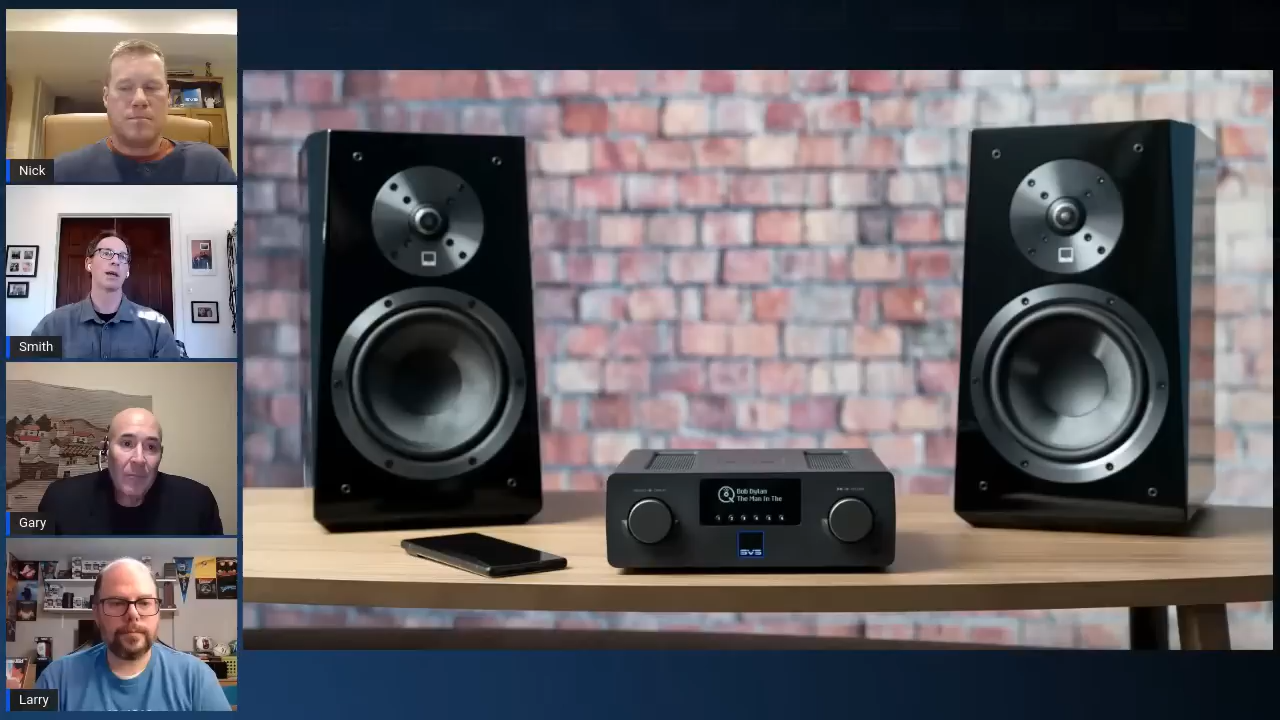 Nick
Smith
Gary
Larry
Bob Dylan
The Man In The
SVS